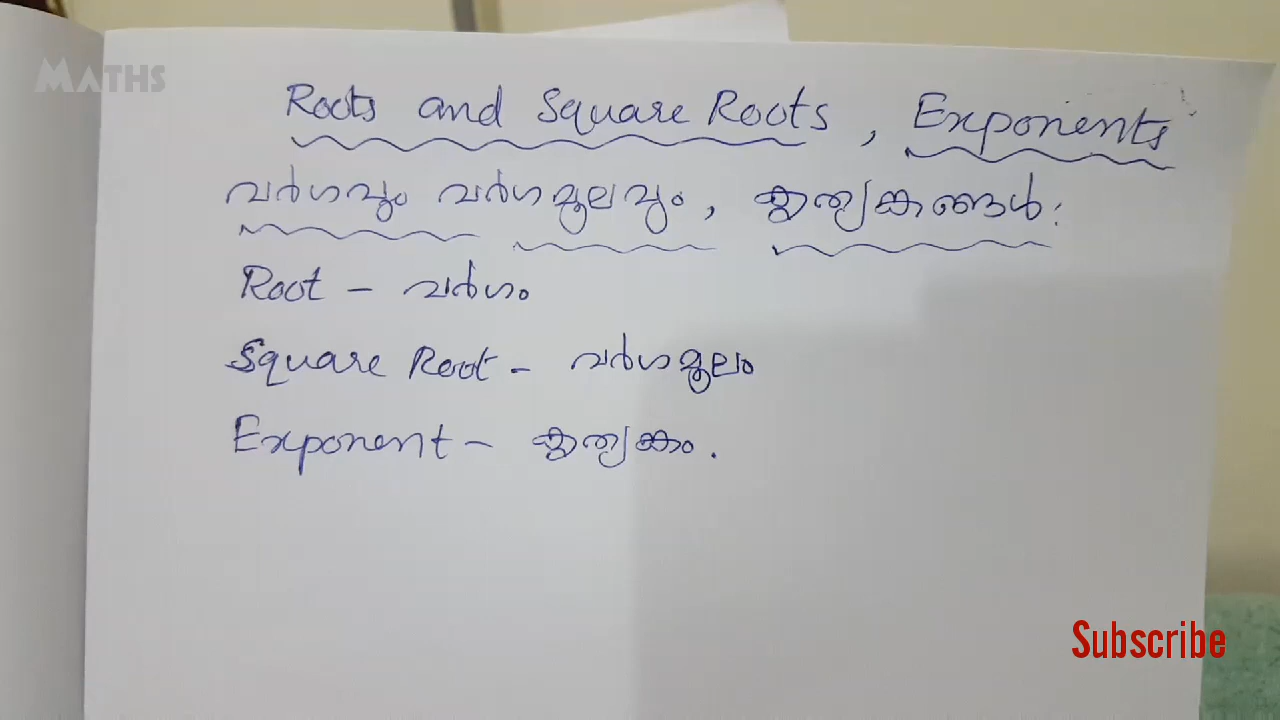 MATHS
Roots and Square Roots, Exponents
വർഗവും വർഗമൂലവും, കൃത്യങ്കങ്ങൾ:
Root - വർഗം
Square Root - വർഗമൂലം
Exponent - കൃത്യങ്കം.
Subscribe